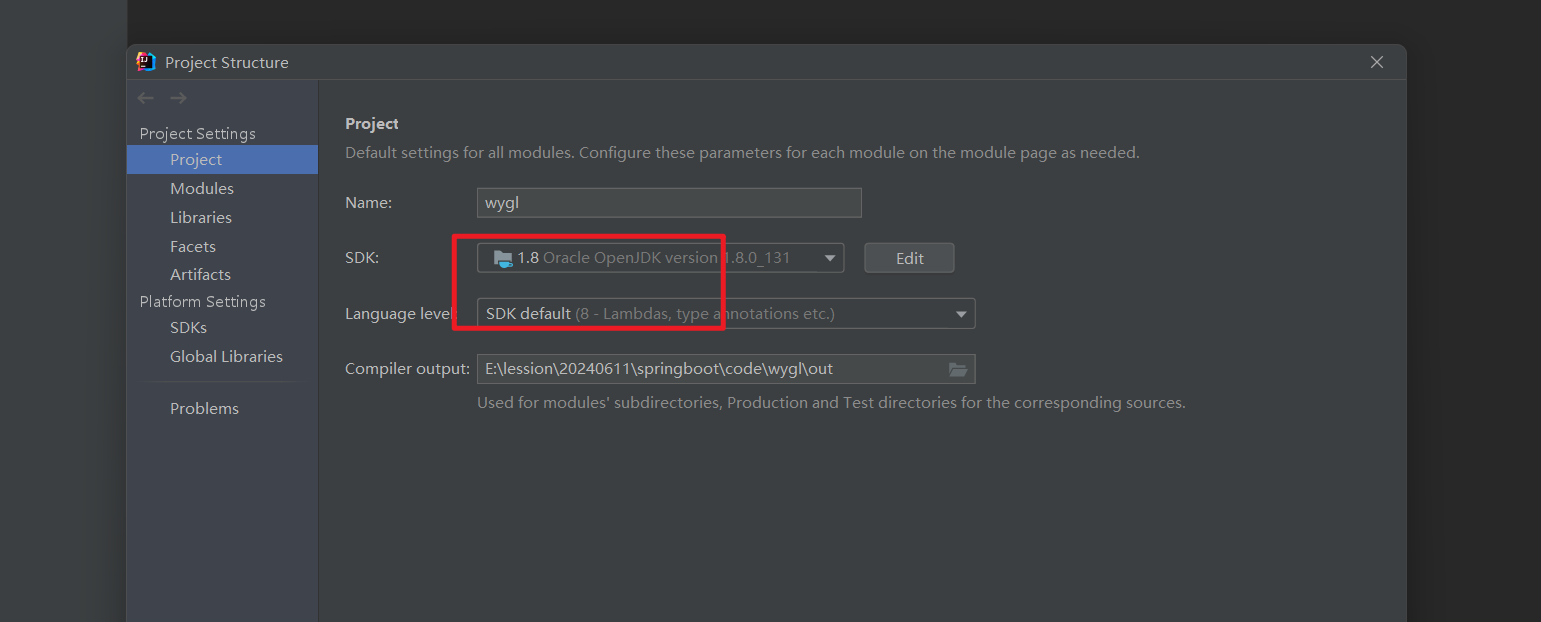 Project Structure
Project Settings
Project
Modules
Libraries
Facets
Artifacts
Platform Settings
SDKs
Global Libraries
Problems
Project
Default settings for all modules. Configure these parameters for each module on the module page as needed.
Name: wygl
SDK: 1.8 Oracle OpenJDK version 1.8.0_131 Edit
Language level: SDK default (8 - Lambdas, type annotations etc.)
Compiler output: E:\lession\20240611\springboot\code\wygl\out
Used for modules' subdirectories, Production and Test directories for the corresponding sources.